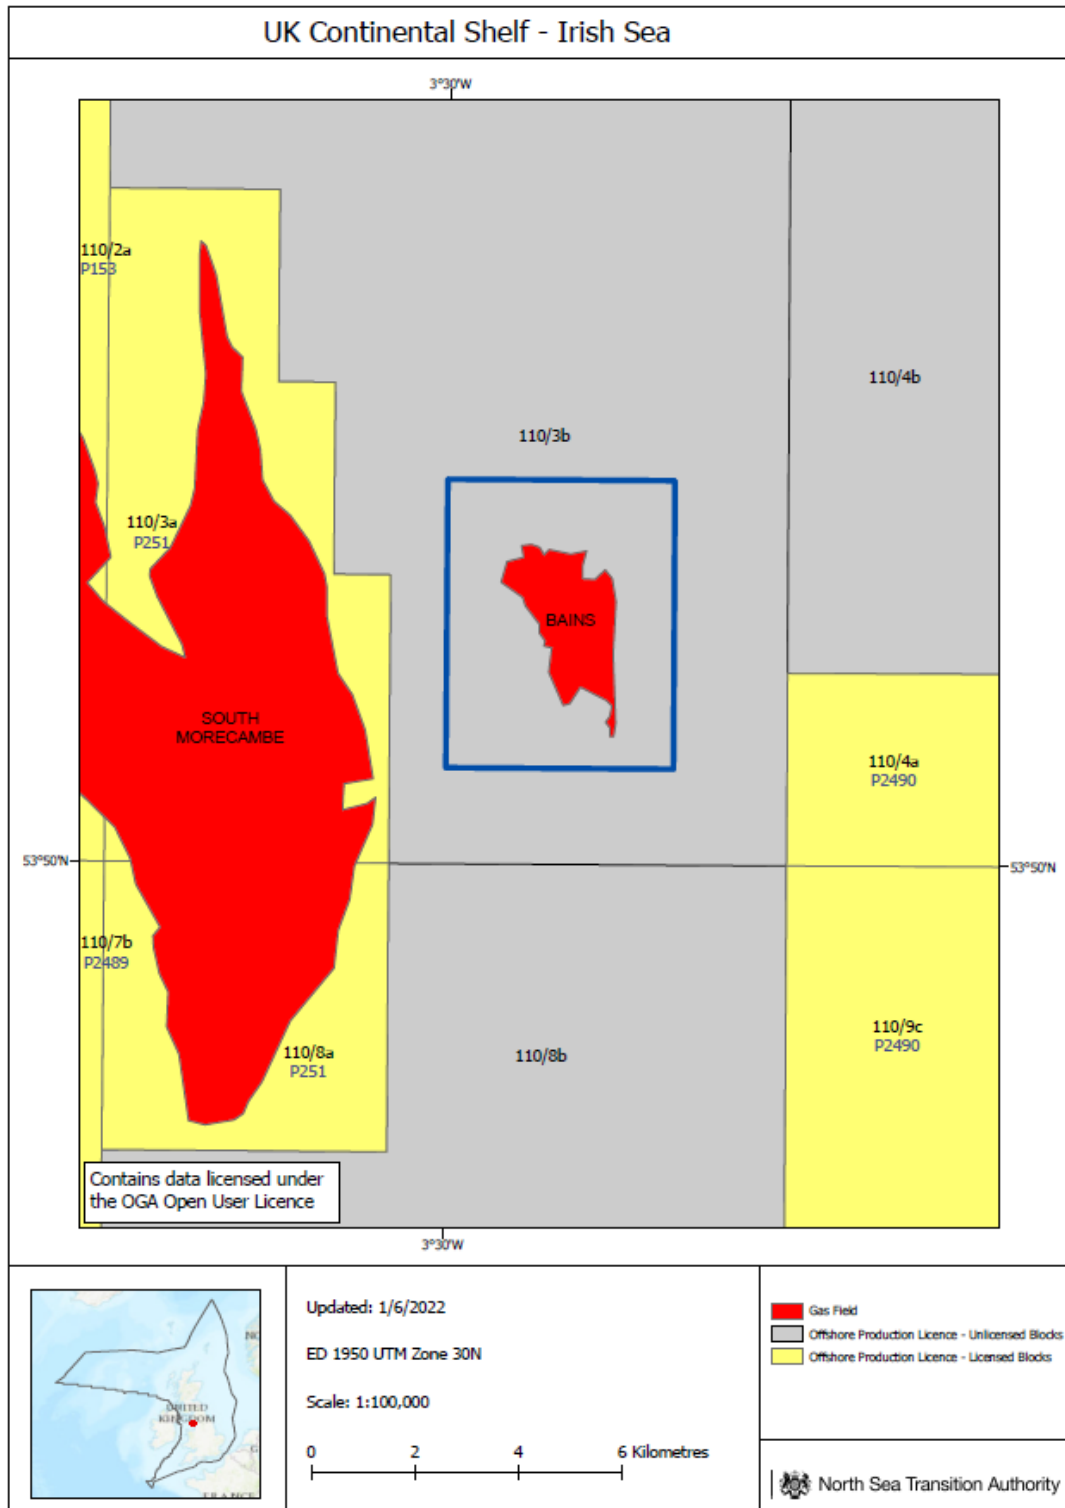 UK Continental Shelf - Irish Sea
3°30'W
110/2a
P153
110/4b
110/3b
110/3a
P251
BAINS
SOUTH
MORECAMBE
110/4a
P2490
53°50'N
53°50'N
110/7b
P2489
110/9c
P2490
110/8a
P251
110/8b
Contains data licensed under
the OGA Open User Licence
3°30'W
Updated: 1/6/2022
ED 1950 UTM Zone 30N
Scale: 1:100,000
0 2 4 6 Kilometres
UNITED
KINGDOM
FRANCE
Gas Field
Offshore Production Licence - Unlicensed Blocks
Offshore Production Licence - Licensed Blocks
North Sea Transition Authority